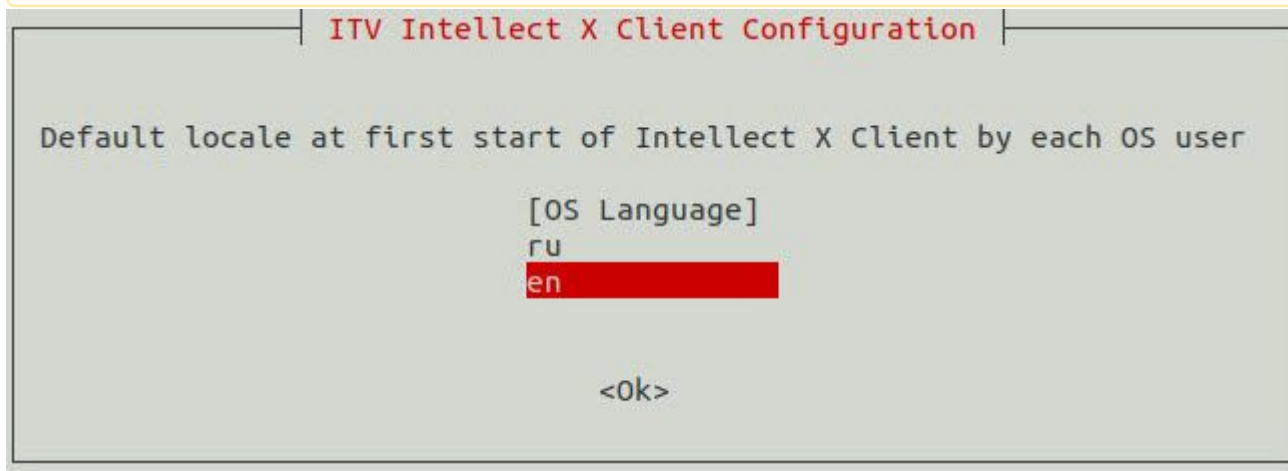 ITV Intellect X Client Configuration
Default locale at first start of Intellect X Client by each OS user
[OS Language]
ru
en
<Ok>